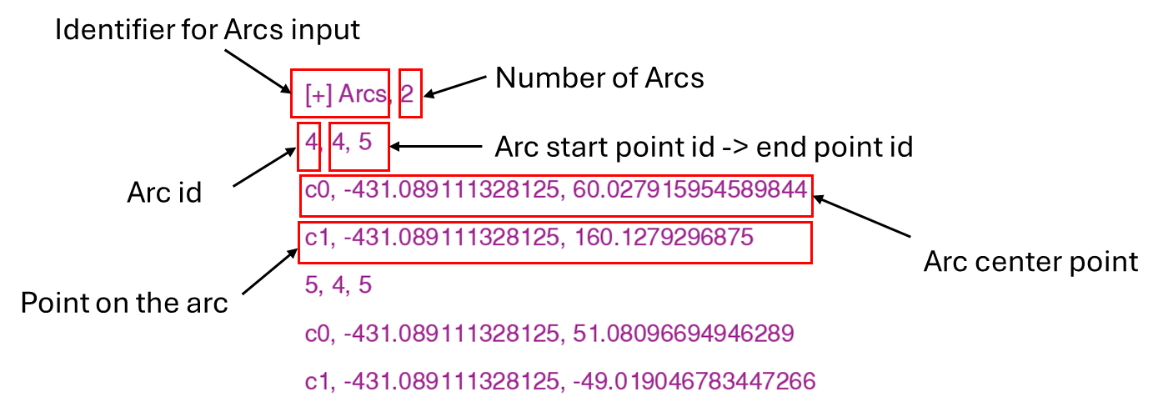 Identifier for Arcs input
[+] Arcs, 2
Number of Arcs
4, 4, 5
Arc start point id -> end point id
Arc id
c0, -431.089111328125, 60.027915954589844
c1, -431.089111328125, 160.1279296875
Arc center point
Point on the arc
5, 4, 5
c0, -431.089111328125, 51.08096694946289
c1, -431.089111328125, -49.019046783447266